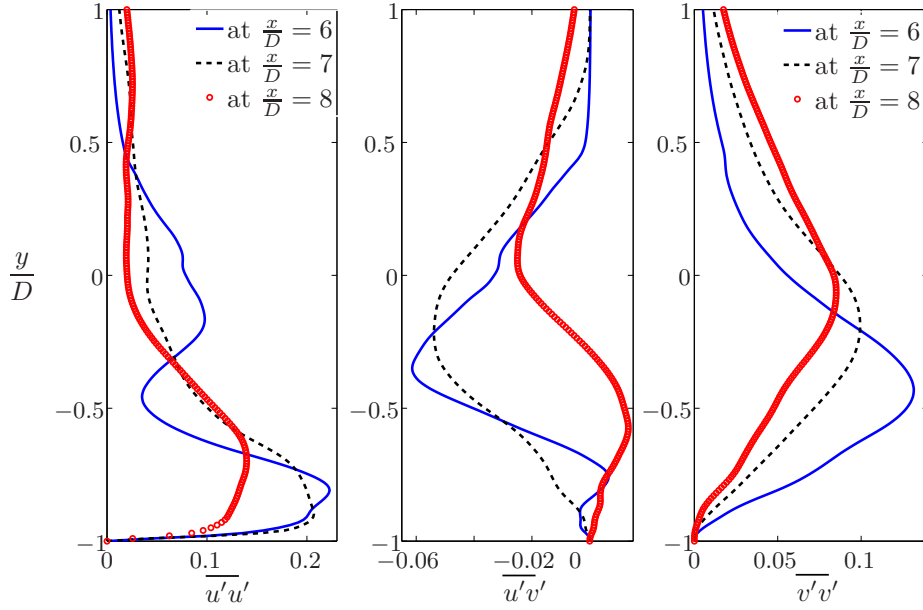 1
0.5
0
−0.5
−1
y/D
0 0.1 0.2
u′u′
at x/D = 6
at x/D = 7
at x/D = 8
1
0.5
0
−0.5
−1
−0.06 −0.02 0
u′v′
1
0.5
0
−0.5
−1
0 0.05 0.1
v′v′
at x/D = 6
at x/D = 7
at x/D = 8